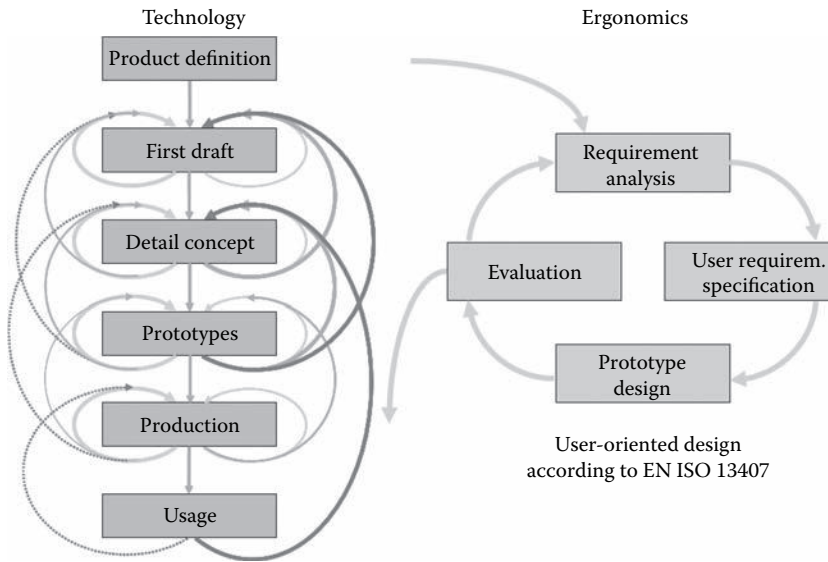 Technology
Product definition
First draft
Detail concept
Prototypes
Production
Usage
Ergonomics
Requirement
analysis
User requirem.
specification
Evaluation
Prototype
design
User-oriented design
according to EN ISO 13407